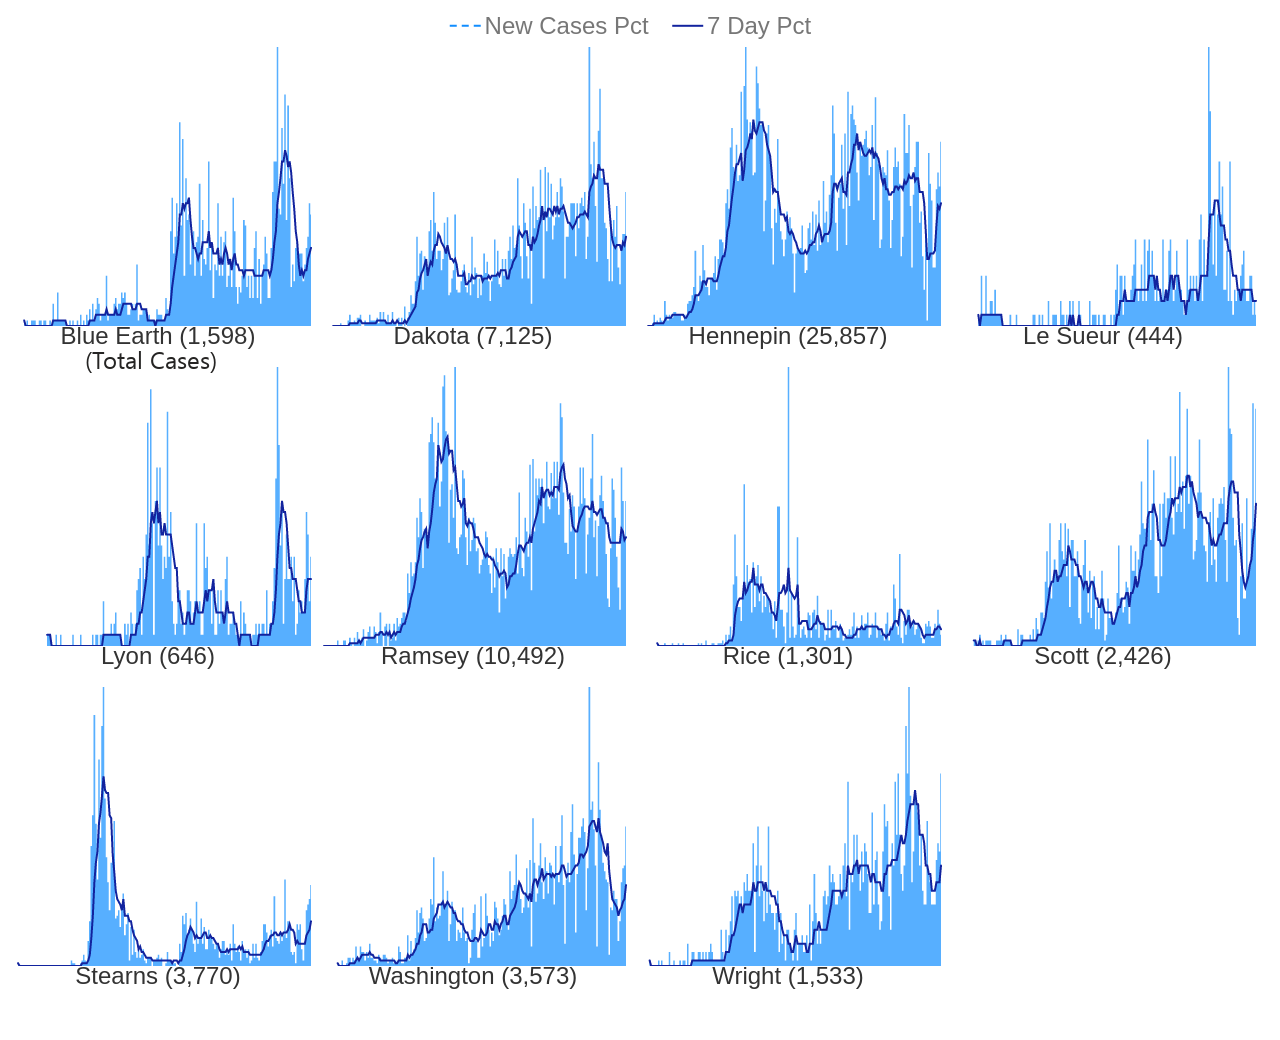 New Cases Pct 7 Day Pct
Blue Earth (1,598) Dakota (7,125) Hennepin (25,857) Le Sueur (444)
(Total Cases)
Lyon (646) Ramsey (10,492) Rice (1,301) Scott (2,426)
Stearns (3,770) Washington (3,573) Wright (1,533)